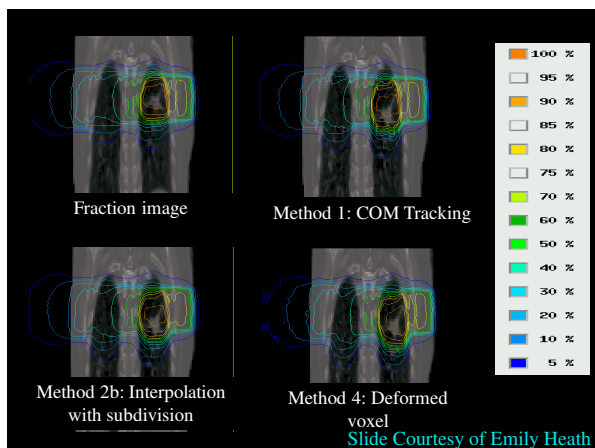 100 %
95 %
90 %
85 %
80 %
75 %
70 %
60 %
50 %
40 %
30 %
20 %
10 %
5 %
Fraction image
Method 1: COM Tracking
Method 2b: Interpolation
with subdivision
Method 4: Deformed
voxel
Slide Courtesy of Emily Heath